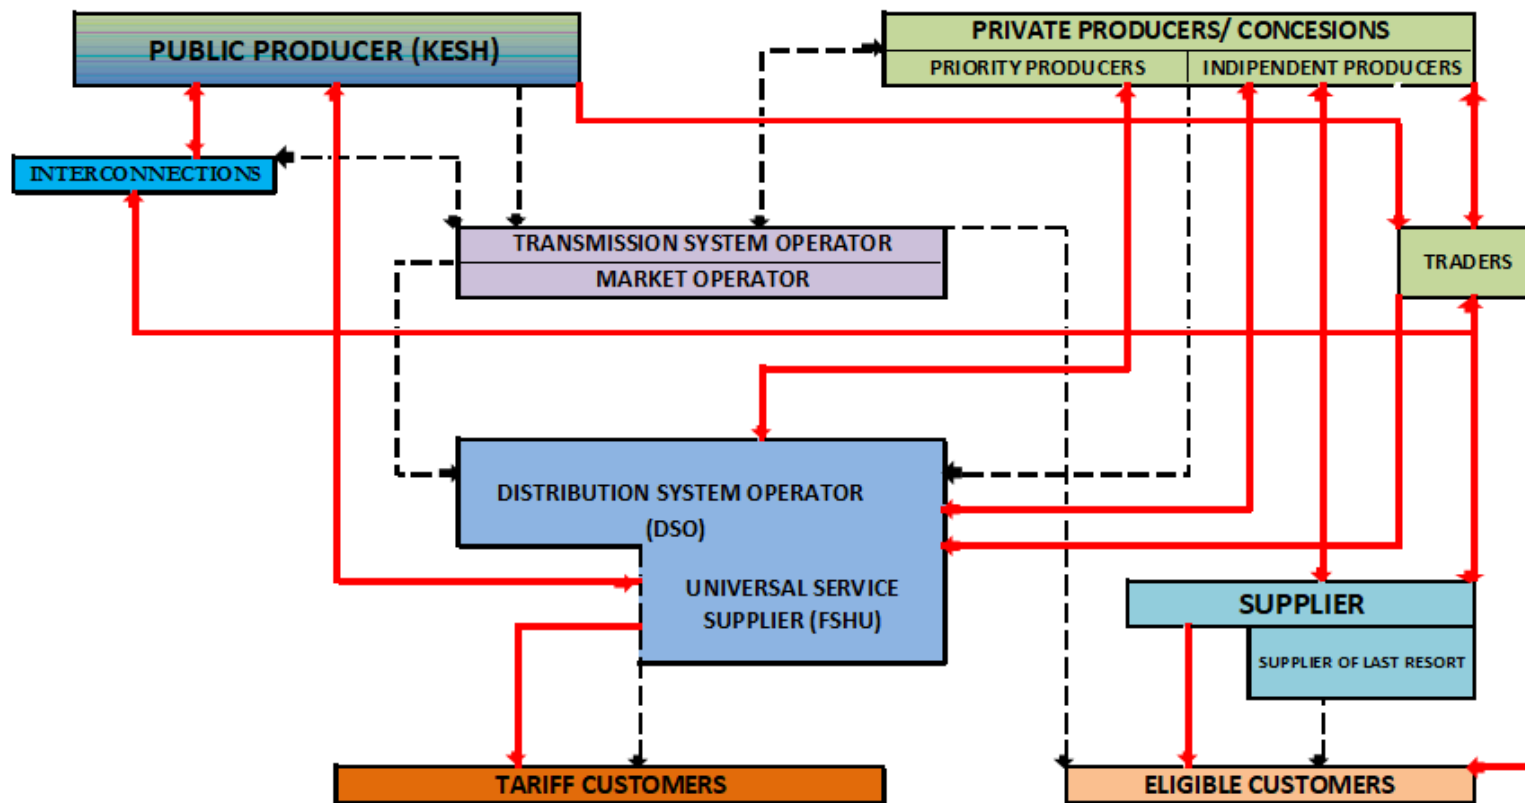 PUBLIC PRODUCER (KESH)
PRIVATE PRODUCERS/ CONCESIONS
PRIORITY PRODUCERS
INDIPENDENT PRODUCERS
INTERCONNECTIONS
TRANSMISSION SYSTEM OPERATOR
MARKET OPERATOR
TRADERS
DISTRIBUTION SYSTEM OPERATOR
(DSO)
UNIVERSAL SERVICE
SUPPLIER (FSHU)
SUPPLIER
SUPPLIER OF LAST RESORT
TARIFF CUSTOMERS
ELIGIBLE CUSTOMERS